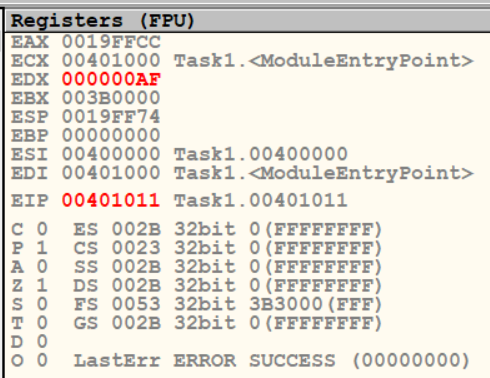 Registers (FPU)
EAX 0019FFCC
ECX 00401000 Task1.<ModuleEntryPoint>
EDX 000000AF
EBX 003B0000
ESP 0019FF74
EBP 00000000
ESI 00400000 Task1.00400000
EDI 00401000 Task1.<ModuleEntryPoint>
EIP 00401011 Task1.00401011
C 0 ES 002B 32bit 0(FFFFFFFF)
P 1 CS 0023 32bit 0(FFFFFFFF)
A 0 SS 002B 32bit 0(FFFFFFFF)
Z 1 DS 002B 32bit 0(FFFFFFFF)
S 0 FS 0053 32bit 3B3000(FFF)
T 0 GS 002B 32bit 0(FFFFFFFF)
D 0
O 0 LastErr ERROR SUCCESS (00000000)